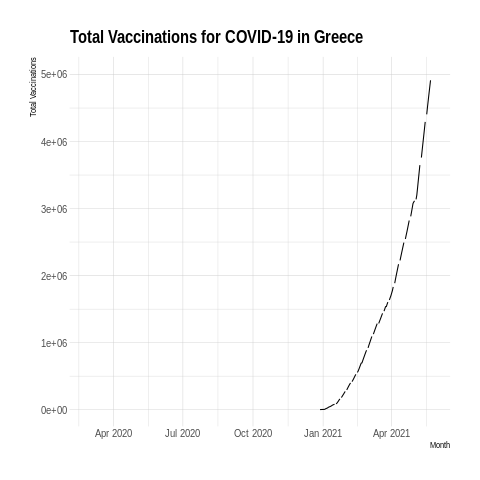 Total Vaccinations for COVID-19 in Greece
Total Vaccinations
5e+06
4e+06
3e+06
2e+06
1e+06
0e+00
Apr 2020 Jul 2020 Oct 2020 Jan 2021 Apr 2021
Month